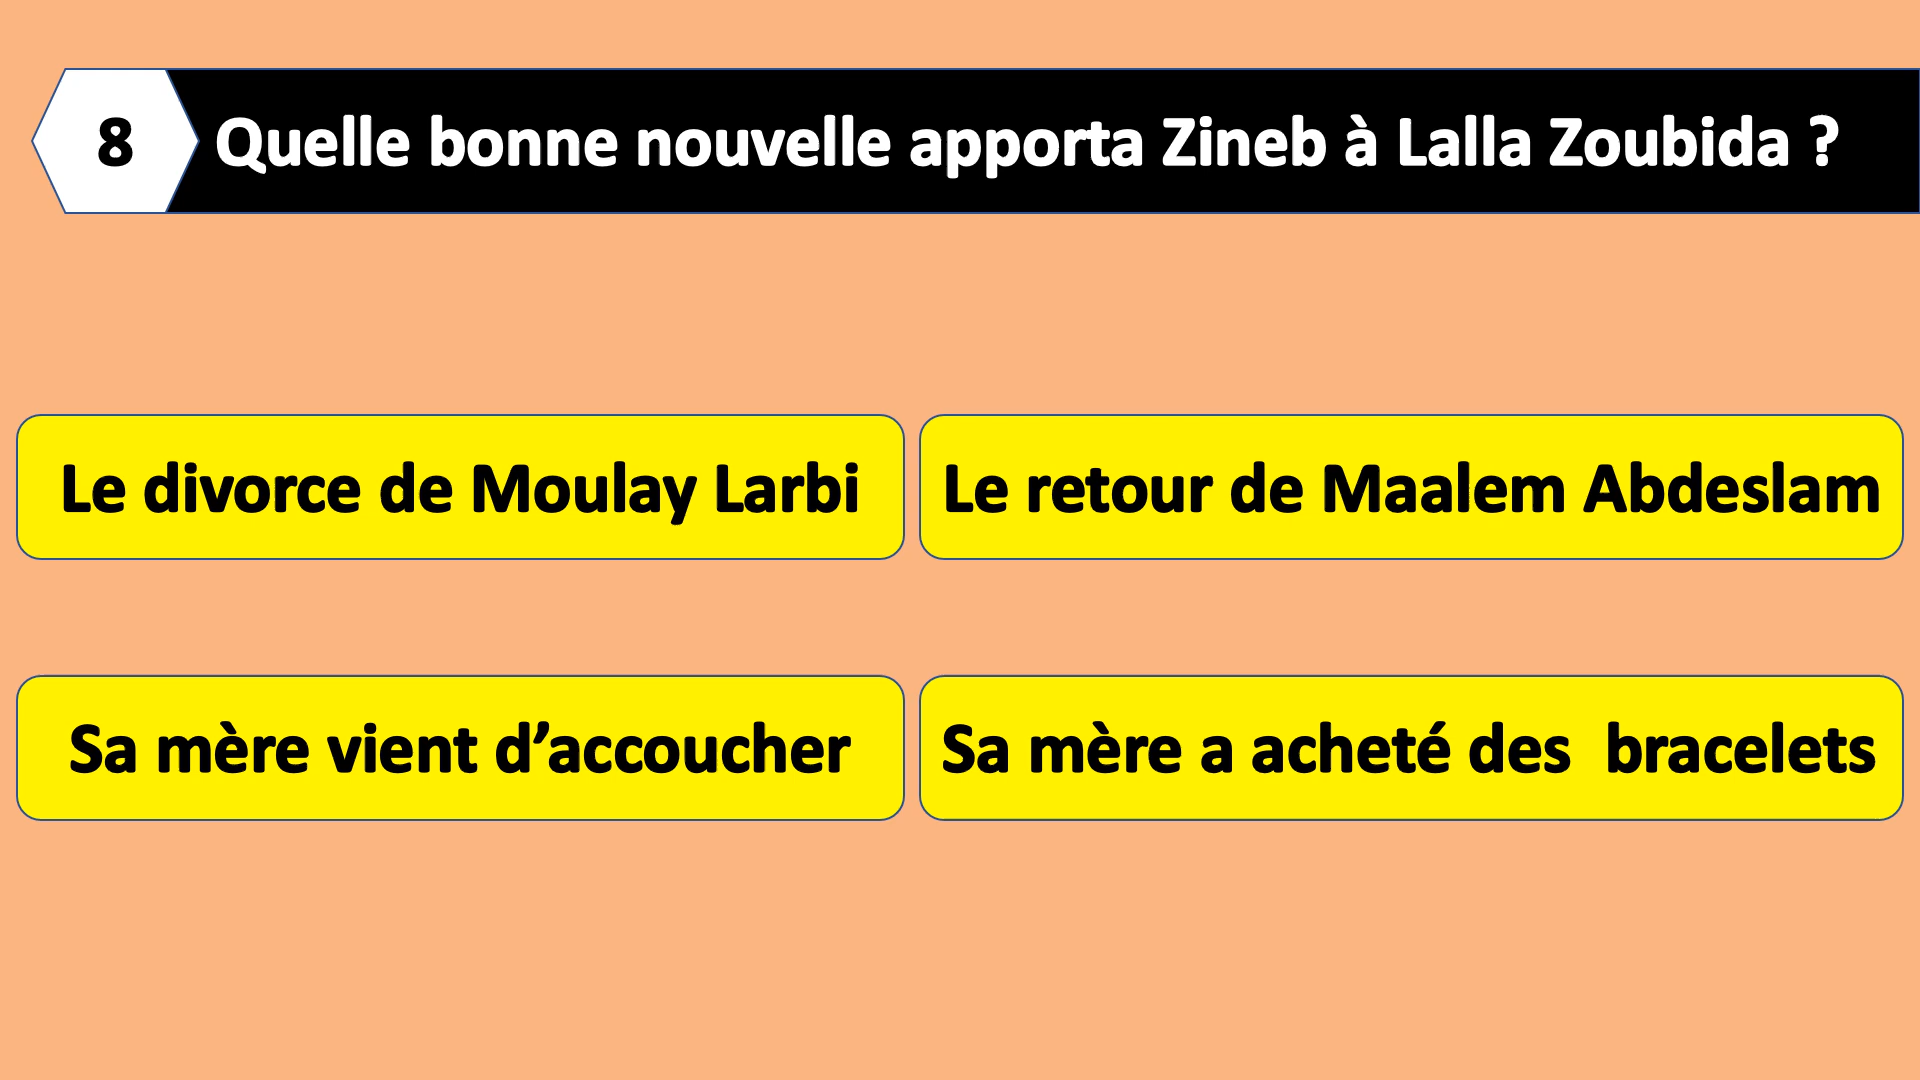 8
Quelle bonne nouvelle apporta Zineb à Lalla Zoubida ?
Le divorce de Moulay Larbi
Le retour de Maalem Abdeslam
Sa mère vient d’accoucher
Sa mère a acheté des  bracelets